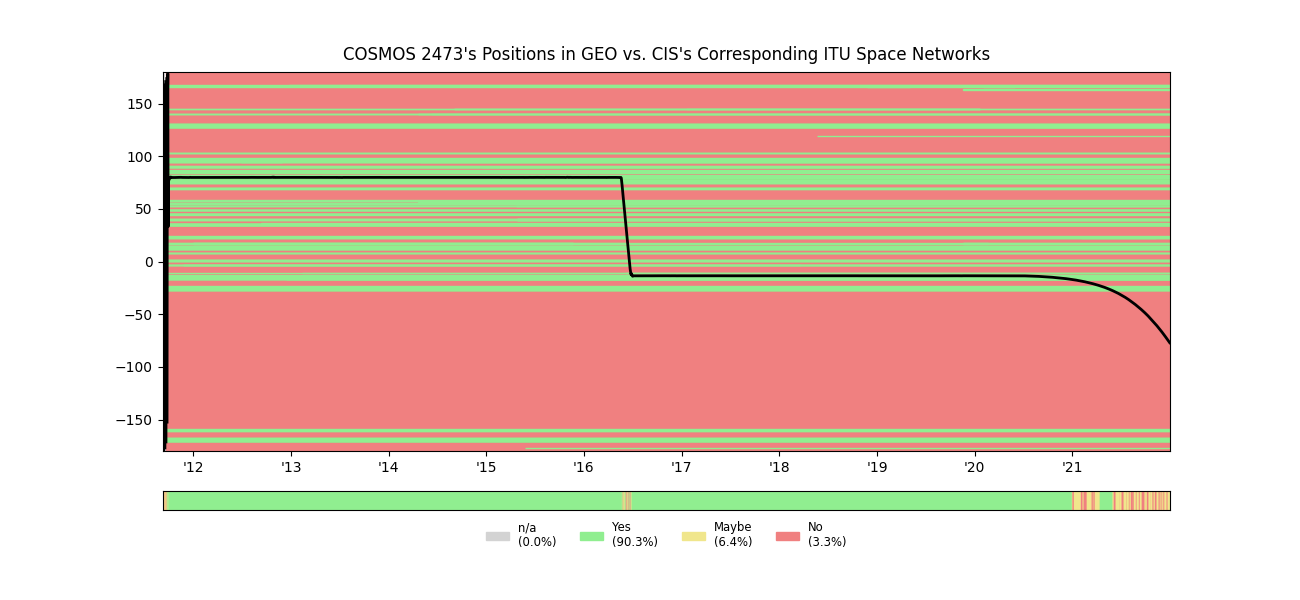 COSMOS 2473's Positions in GEO vs. CIS's Corresponding ITU Space Networks
150
100
50
0
−50
−100
−150
'12 '13 '14 '15 '16 '17 '18 '19 '20 '21
n/a Yes Maybe No
(0.0%) (90.3%) (6.4%) (3.3%)